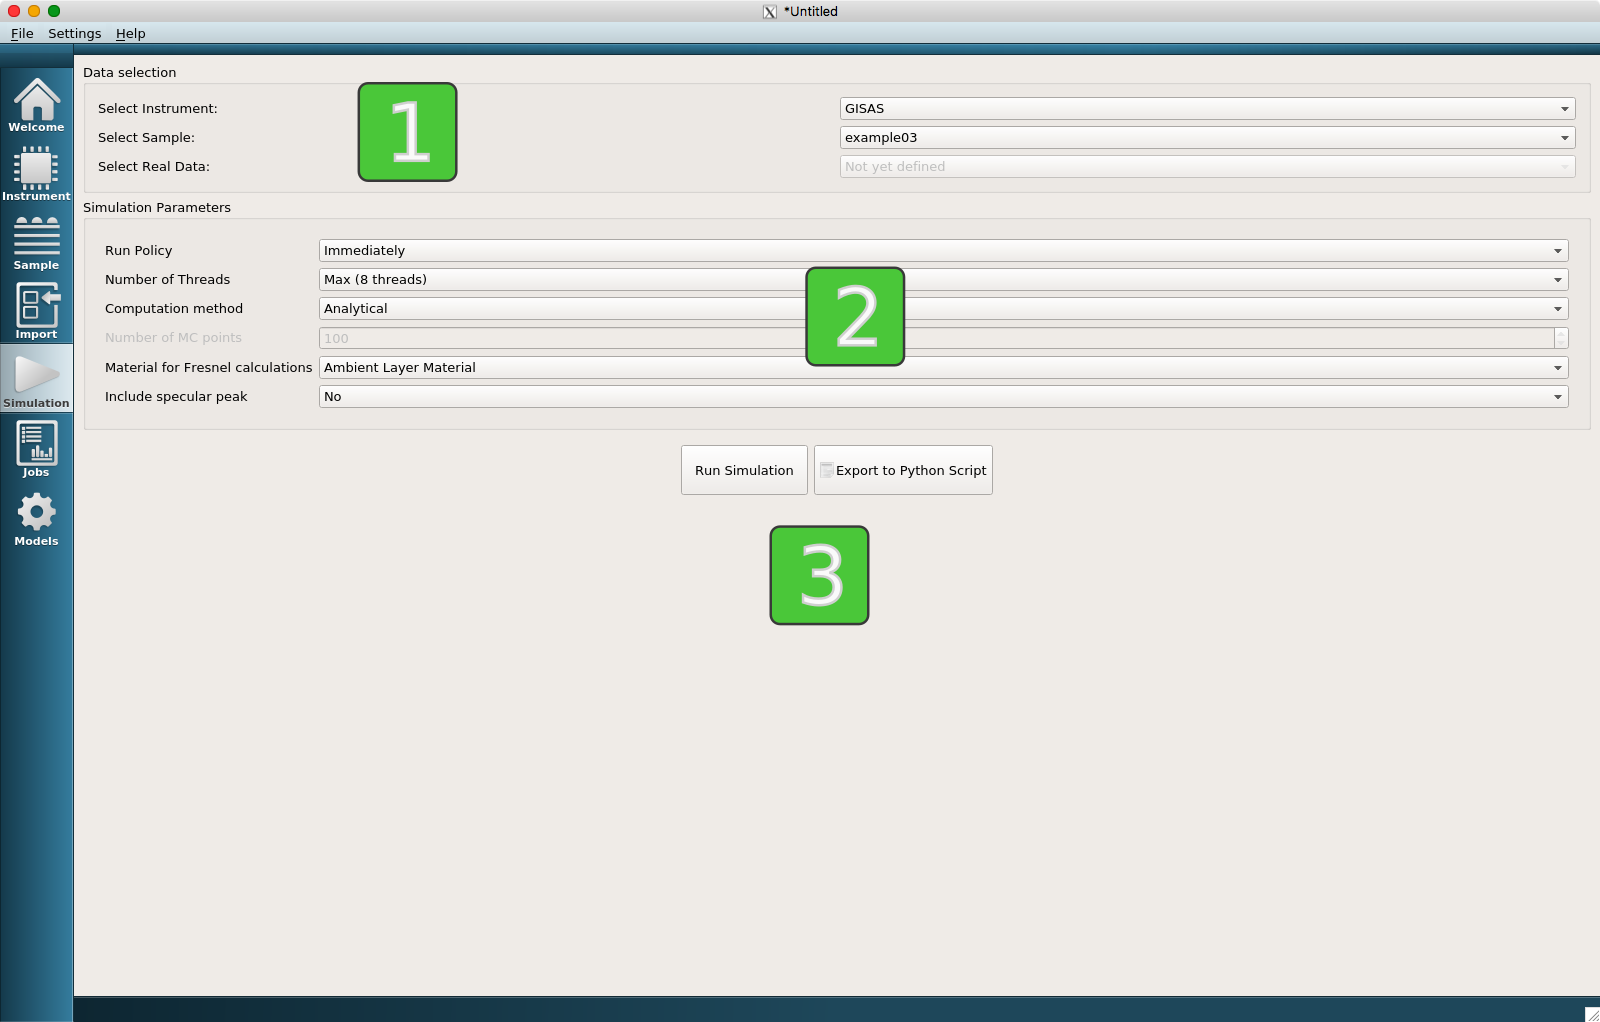 *Untitled
File Settings Help
Welcome
Instrument
Sample
Import
Simulation
Jobs
Models
Data selection
Select Instrument: GISAS
Select Sample: example03
Select Real Data: Not yet defined
1
Simulation Parameters
Run Policy Immediately
Number of Threads Max (8 threads)
Computation method Analytical
Number of MC points 100
Material for Fresnel calculations Ambient Layer Material
Include specular peak No
2
Run Simulation Export to Python Script
3